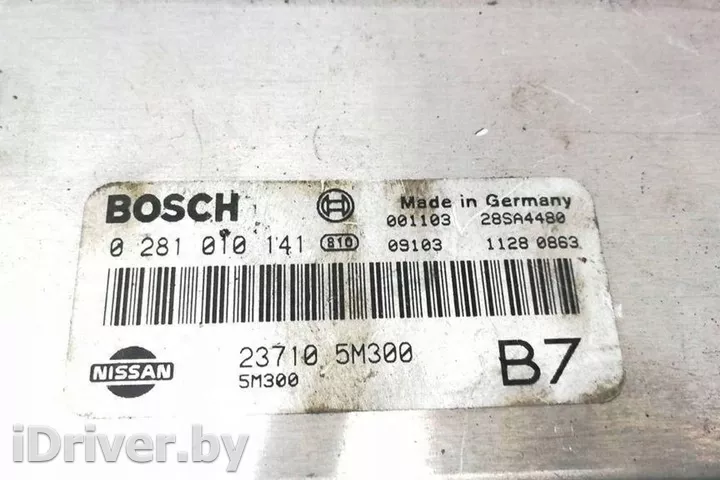 BOSCH
Made in Germany
001103 28SA4480
0 281 010 141 810
09103 1128 0863
NISSAN
23710 5M300
5M300
B7
iDriver.by